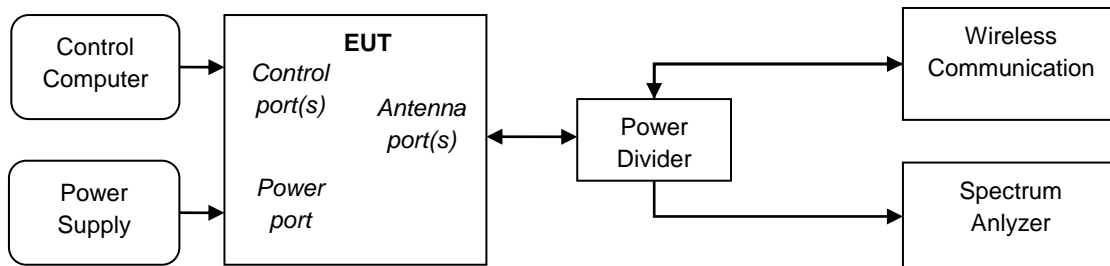 Control
Computer
Power
Supply
EUT
Control
port(s)
Antenna
port(s)
Power
port
Power
Divider
Wireless
Communication
Spectrum
Anlyzer